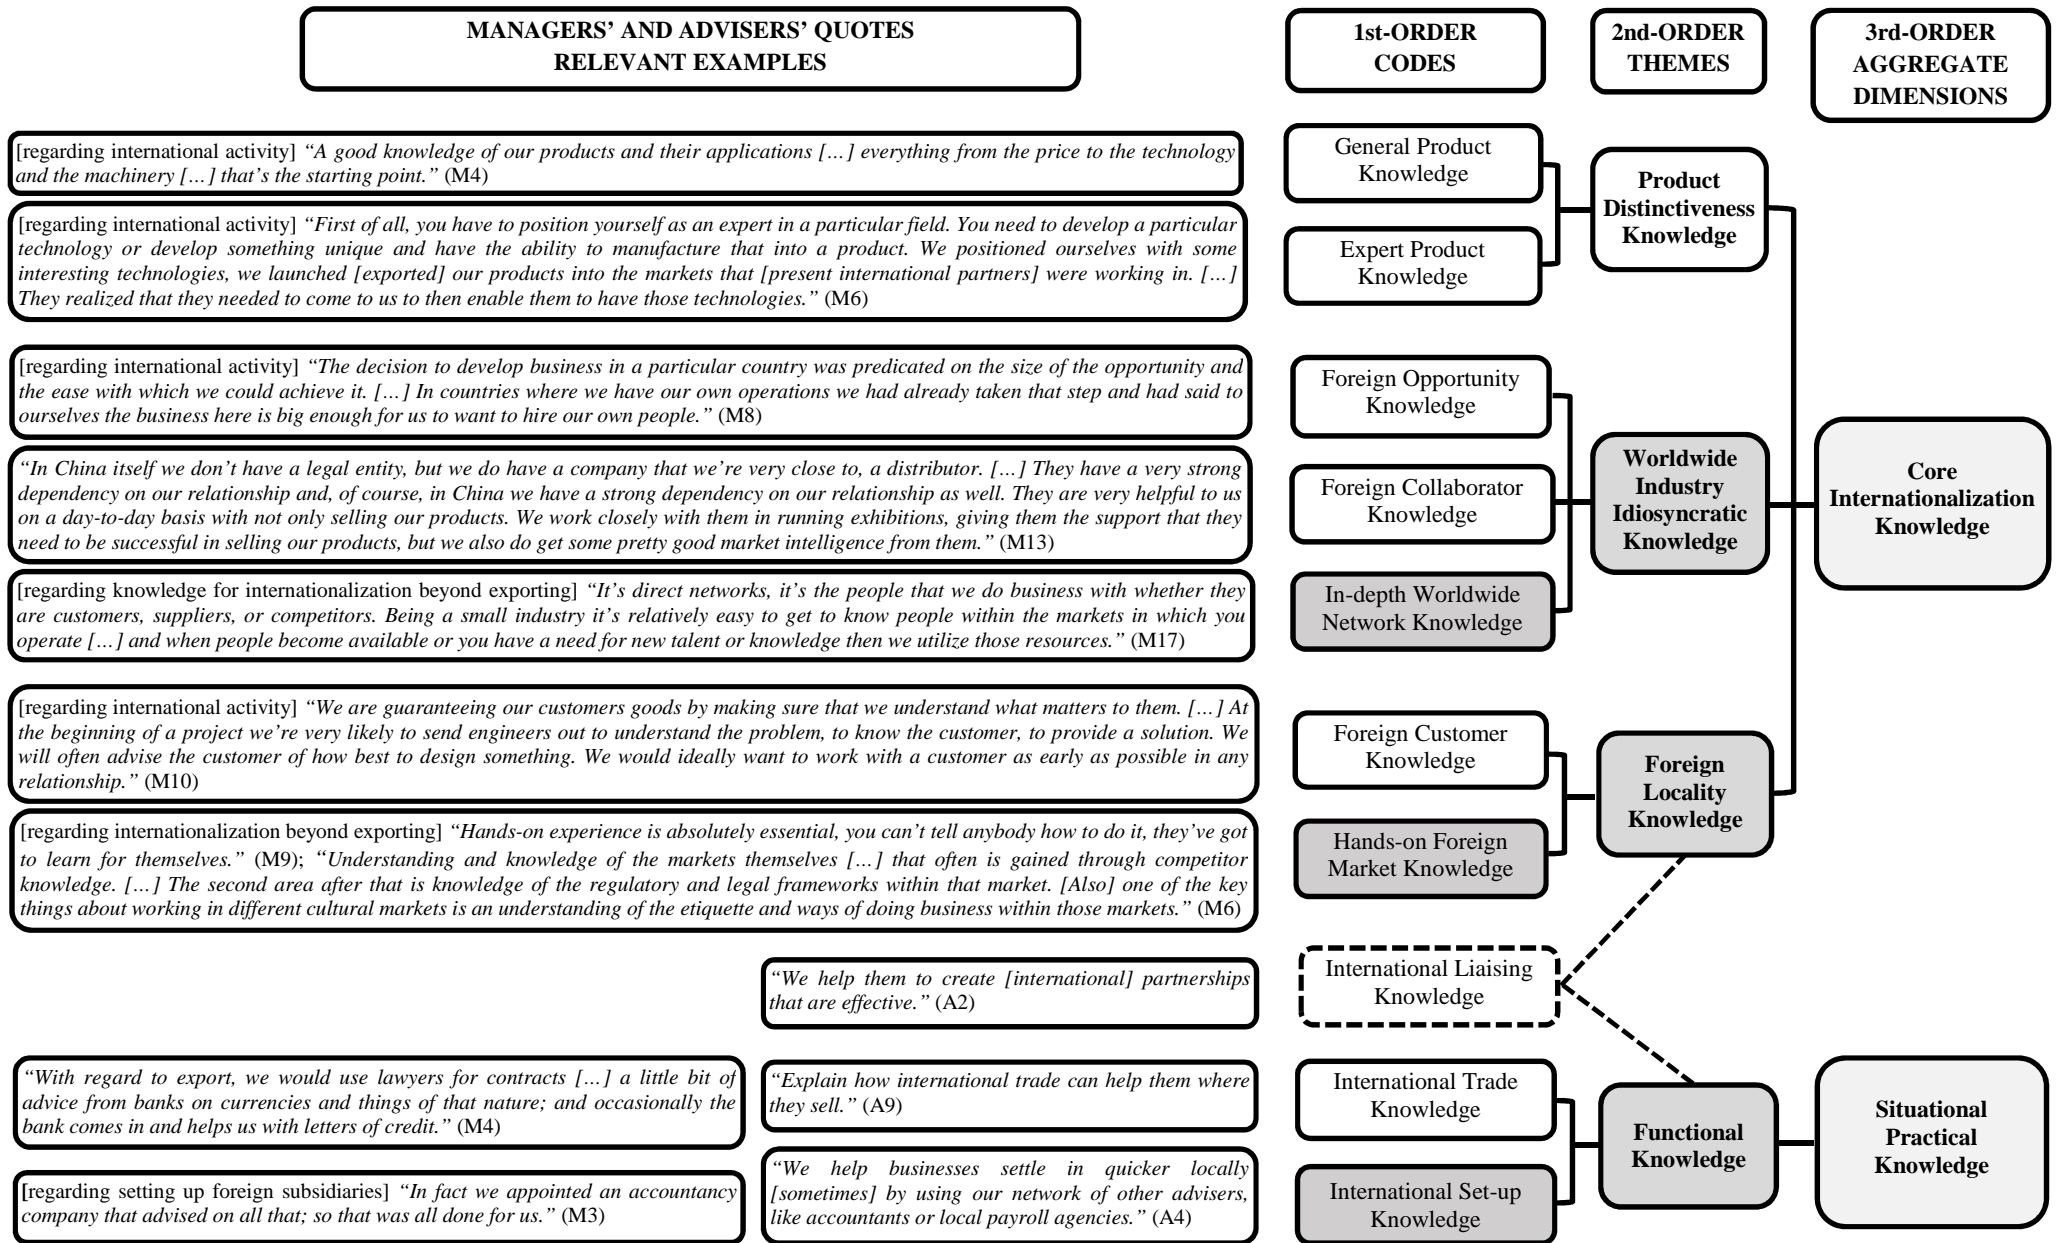 MANAGERS’ AND ADVISERS’ QUOTES
RELEVANT EXAMPLES
1st-ORDER
CODES
2nd-ORDER
THEMES
3rd-ORDER
AGGREGATE
DIMENSIONS
[regarding international activity] “A good knowledge of our products and their applications […] everything from the price to the technology
and the machinery […] that’s the starting point.” (M4)
[regarding international activity] “First of all, you have to position yourself as an expert in a particular field. You need to develop a particular
technology or develop something unique and have the ability to manufacture that into a product. We positioned ourselves with some
interesting technologies, we launched [exported] our products into the markets that [present international partners] were working in. […]
They realized that they needed to come to us to then enable them to have those technologies.” (M6)
General Product
Knowledge
Expert Product
Knowledge
Product
Distinctiveness
Knowledge
[regarding international activity] “The decision to develop business in a particular country was predicated on the size of the opportunity and
the ease with which we could achieve it. […] In countries where we have our own operations we had already taken that step and had said to
ourselves the business here is big enough for us to want to hire our own people.” (M8)
“In China itself we don’t have a legal entity, but we do have a company that we’re very close to, a distributor. […] They have a very strong
dependency on our relationship and, of course, in China we have a strong dependency on our relationship as well. They are very helpful to us
on a day-to-day basis with not only selling our products. We work closely with them in running exhibitions, giving them the support that they
need to be successful in selling our products, but we also do get some pretty good market intelligence from them.” (M13)
[regarding knowledge for internationalization beyond exporting] “It’s direct networks, it’s the people that we do business with whether they
are customers, suppliers, or competitors. Being a small industry it’s relatively easy to get to know people within the markets in which you
operate […] and when people become available or you have a need for new talent or knowledge then we utilize those resources.” (M17)
Foreign Opportunity
Knowledge
Foreign Collaborator
Knowledge
In-depth Worldwide
Network Knowledge
Worldwide
Industry
Idiosyncratic
Knowledge
Core
Internationalization
Knowledge
[regarding international activity] “We are guaranteeing our customers goods by making sure that we understand what matters to them. […] At
the beginning of a project we’re very likely to send engineers out to understand the problem, to know the customer, to provide a solution. We
will often advise the customer of how best to design something. We would ideally want to work with a customer as early as possible in any
relationship.” (M10)
[regarding internationalization beyond exporting] “Hands-on experience is absolutely essential, you can’t tell anybody how to do it, they’ve got
to learn for themselves.” (M9); “Understanding and knowledge of the markets themselves […] that often is gained through competitor
knowledge. […] The second area after that is knowledge of the regulatory and legal frameworks within that market. [Also] one of the key
things about working in different cultural markets is an understanding of the etiquette and ways of doing business within those markets.” (M6)
Foreign Customer
Knowledge
Hands-on Foreign
Market Knowledge
Foreign
Locality
Knowledge
“We help them to create [international] partnerships
that are effective.” (A2)
International Liaising
Knowledge
“With regard to export, we would use lawyers for contracts […] a little bit of
advice from banks on currencies and things of that nature; and occasionally the
bank comes in and helps us with letters of credit.” (M4)
“Explain how international trade can help them where
they sell.” (A9)
International Trade
Knowledge
[regarding setting up foreign subsidiaries] “In fact we appointed an accountancy
company that advised on all that; so that was all done for us.” (M3)
“We help businesses settle in quicker locally
[sometimes] by using our network of other advisers,
like accountants or local payroll agencies.” (A4)
International Set-up
Knowledge
Functional
Knowledge
Situational
Practical
Knowledge